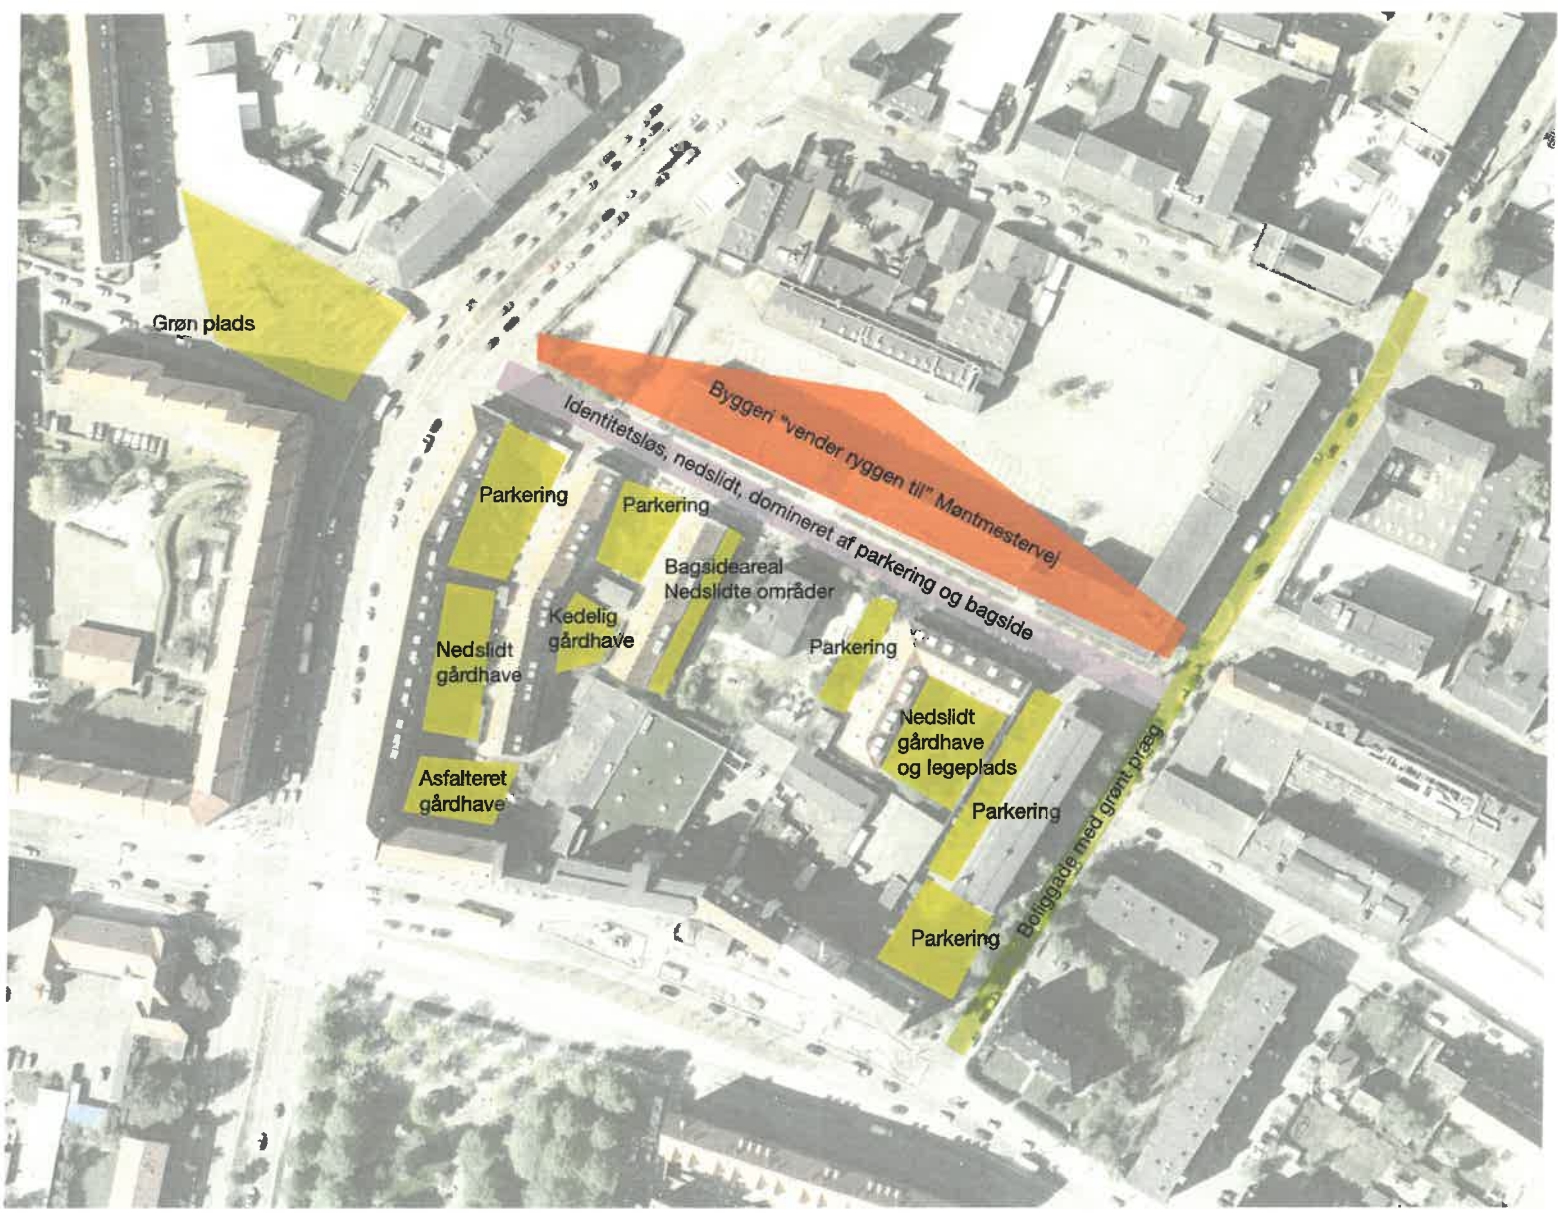 Grøn plads
Byggeri "vender ryggen til" Møntmestervej
Identitetsløs, nedslidt, domineret af parkering og bagside
Parkering
Parkering
Bagsideareal
Nedslidte områder
Kedelig
gårdhave
Nedslidt
gårdhave
Parkering
Nedslidt
gårdhave
og legeplads
Asfalteret
gårdhave
Parkering
Parkering
Boliggade med grønt præg